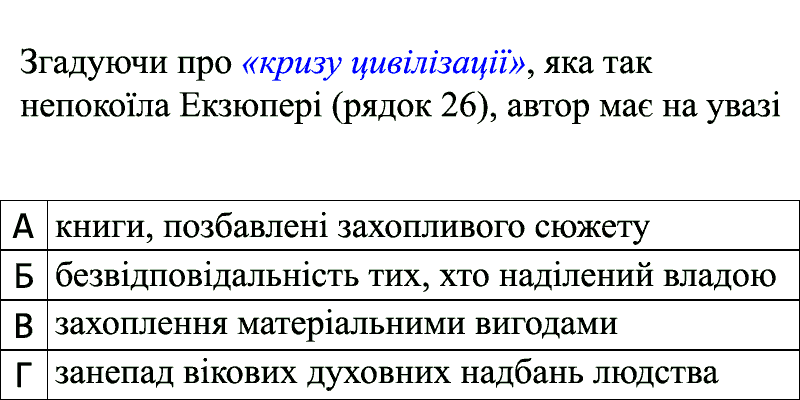 Згадуючи про «кризу цивілізації», яка так
непокоїла Екзюпері (рядок 26), автор має на увазі
А книги, позбавлені захопливого сюжету
Б безвідповідальність тих, хто наділений владою
В захоплення матеріальними вигодами
Г занепад вікових духовних надбань людства